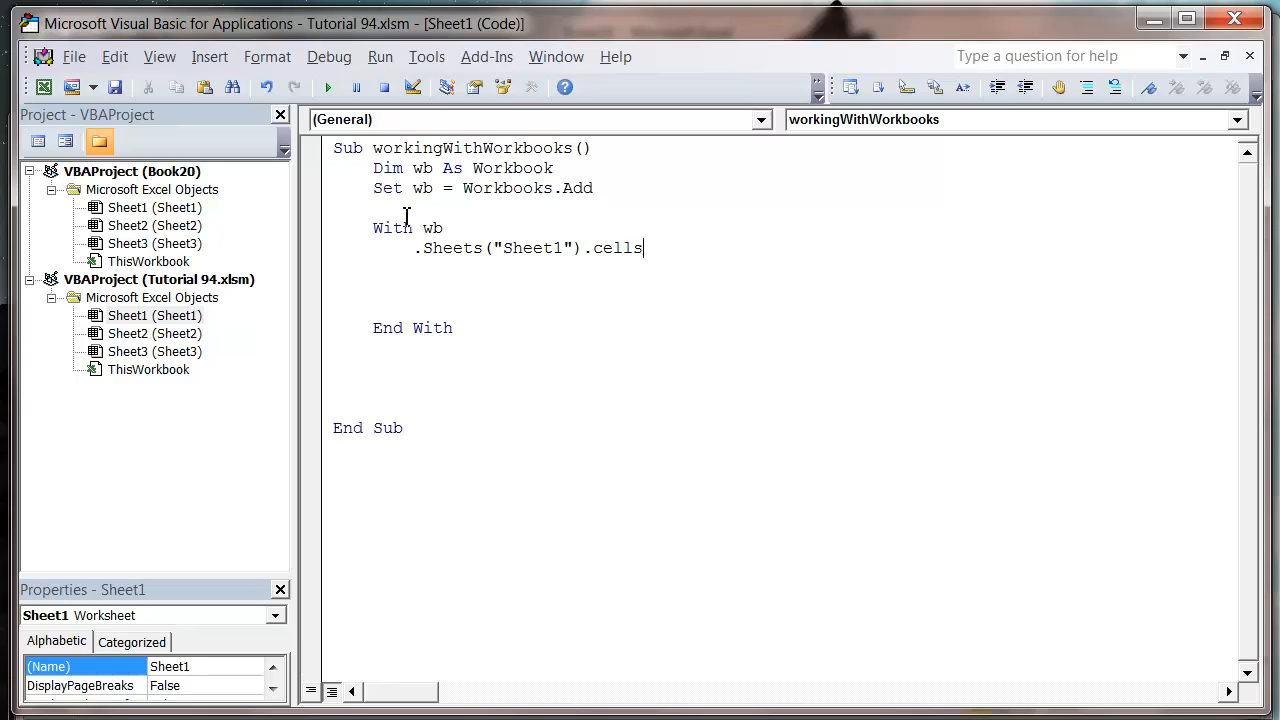 Microsoft Visual Basic for Applications - Tutorial 94.xlsm - [Sheet1 (Code)]
File Edit View Insert Format Debug Run Tools Add-Ins Window Help
Type a question for help
Project - VBAProject
(General)
workingWithWorkbooks
VBAProject (Book20)
Microsoft Excel Objects
Sheet1 (Sheet1)
Sheet2 (Sheet2)
Sheet3 (Sheet3)
ThisWorkbook
VBAProject (Tutorial 94.xlsm)
Microsoft Excel Objects
Sheet1 (Sheet1)
Sheet2 (Sheet2)
Sheet3 (Sheet3)
ThisWorkbook
Sub workingWithWorkbooks()
Dim wb As Workbook
Set wb = Workbooks.Add
With wb
.Sheets("Sheet1").cells
End With
End Sub
Properties - Sheet1
Sheet1 Worksheet
Alphabetic Categorized
(Name) Sheet1
DisplayPageBreaks False